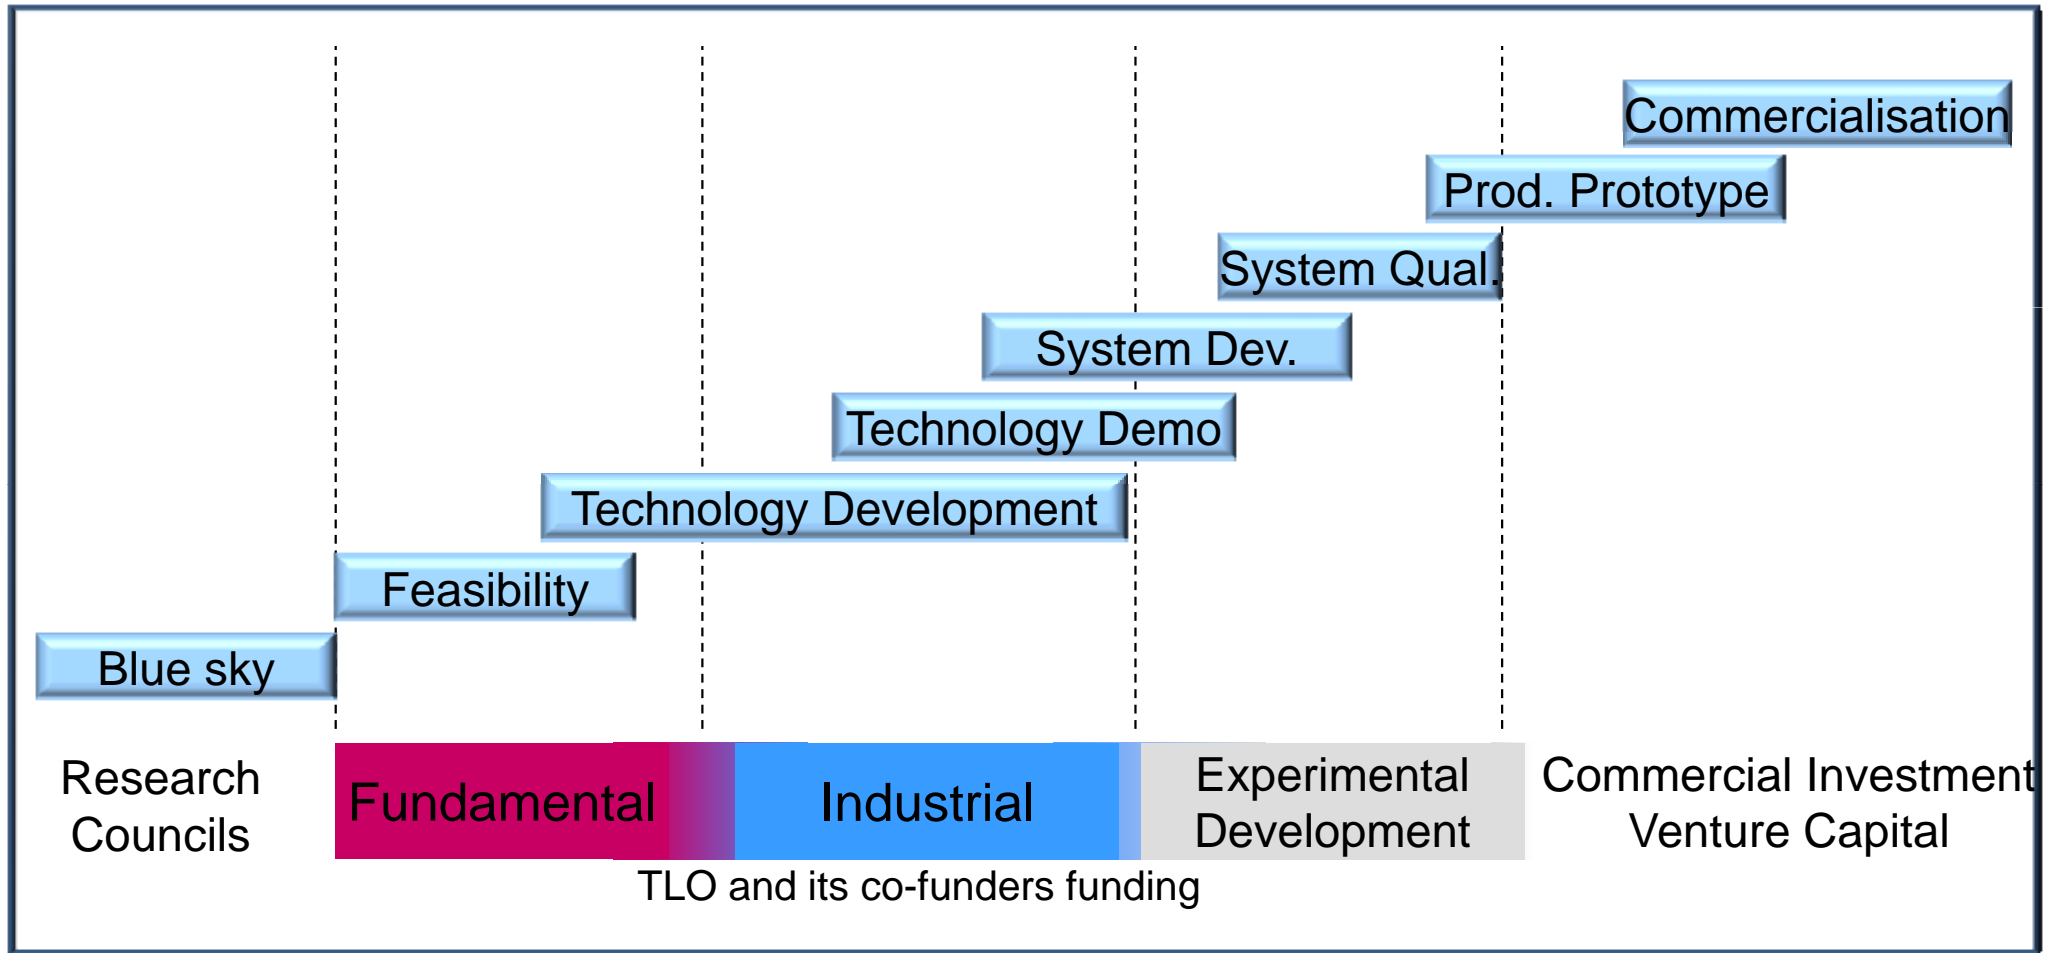 Commercialisation
Prod. Prototype
System Qual.
System Dev.
Technology Demo
Technology Development
Feasibility
Blue sky
Research
Councils
Fundamental
Industrial
Experimental
Development
Commercial Investment
Venture Capital
TLO and its co-funders funding